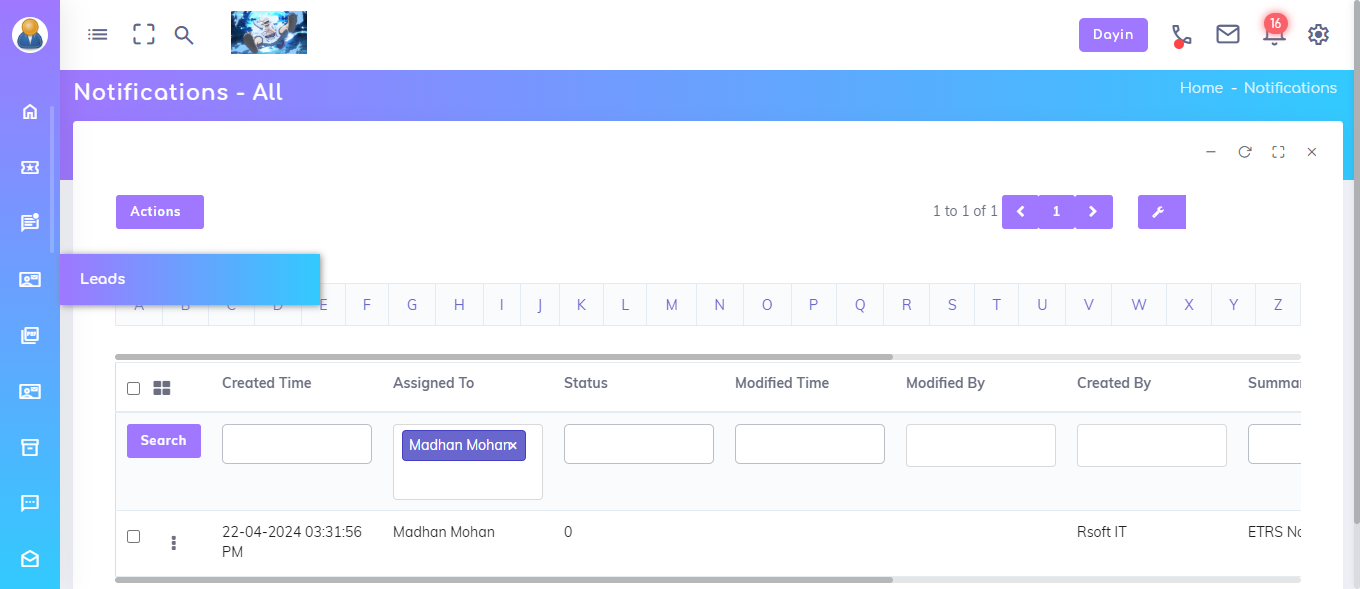 Dayin
16
Notifications - All
Home - Notifications
Actions
1 to 1 of 1
1
Leads
A B C D E F G H I J K L M N O P Q R S T U V W X Y Z
Created Time Assigned To Status Modified Time Modified By Created By Summar
Search Madhan Mohan×
22-04-2024 03:31:56 Madhan Mohan 0 Rsoft IT ETRS No
PM